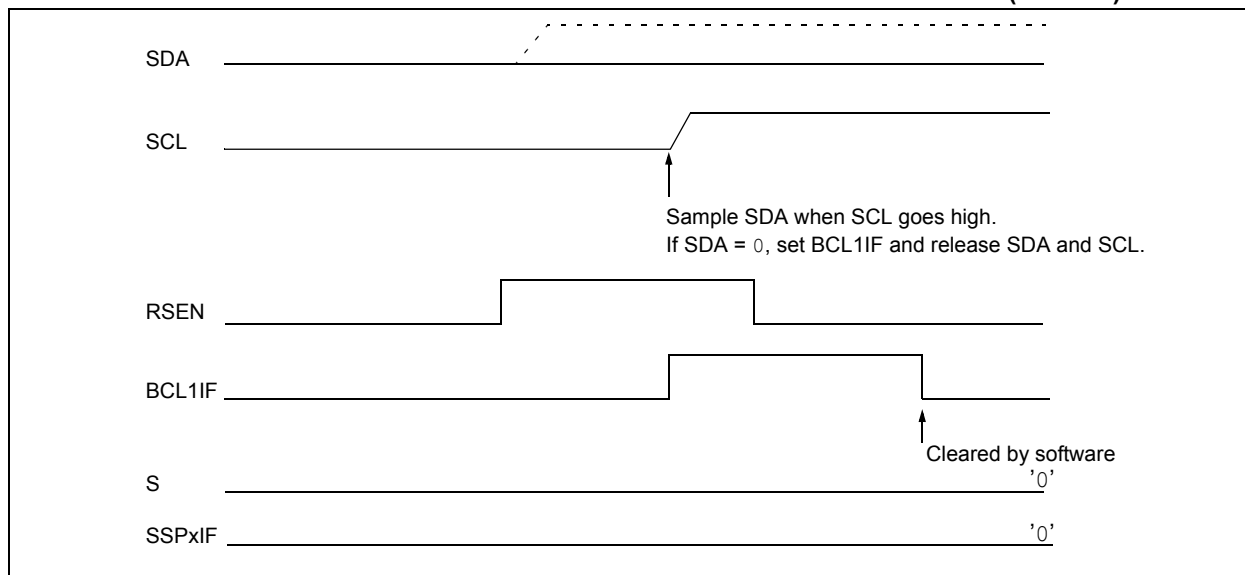 SDA
SCL
Sample SDA when SCL goes high.
If SDA = 0, set BCL1IF and release SDA and SCL.
RSEN
BCL1IF
Cleared by software
S
'0'
SSPxIF
'0'